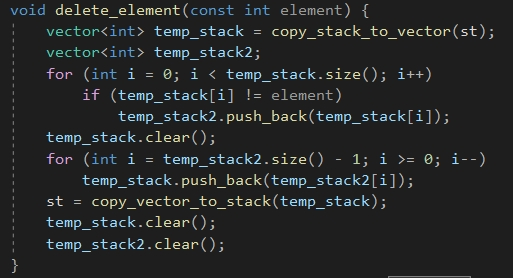 void delete_element(const int element) {
    vector<int> temp_stack = copy_stack_to_vector(st);
    vector<int> temp_stack2;
    for (int i = 0; i < temp_stack.size(); i++)
        if (temp_stack[i] != element)
            temp_stack2.push_back(temp_stack[i]);
    temp_stack.clear();
    for (int i = temp_stack2.size() - 1; i >= 0; i--)
        temp_stack.push_back(temp_stack2[i]);
    st = copy_vector_to_stack(temp_stack);
    temp_stack.clear();
    temp_stack2.clear();
}